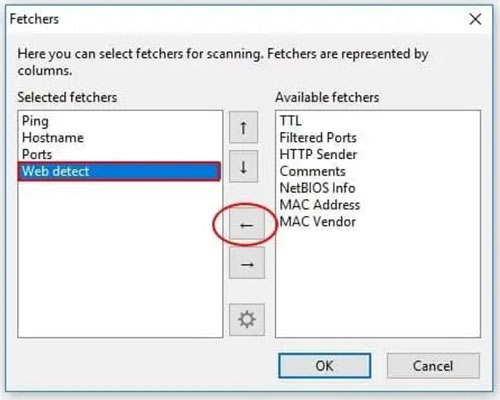 Fetchers
Here you can select fetchers for scanning. Fetchers are represented by
columns.
Selected fetchers
Ping
Hostname
Ports
Web detect
Available fetchers
TTL
Filtered Ports
HTTP Sender
Comments
NetBIOS Info
MAC Address
MAC Vendor
OK
Cancel